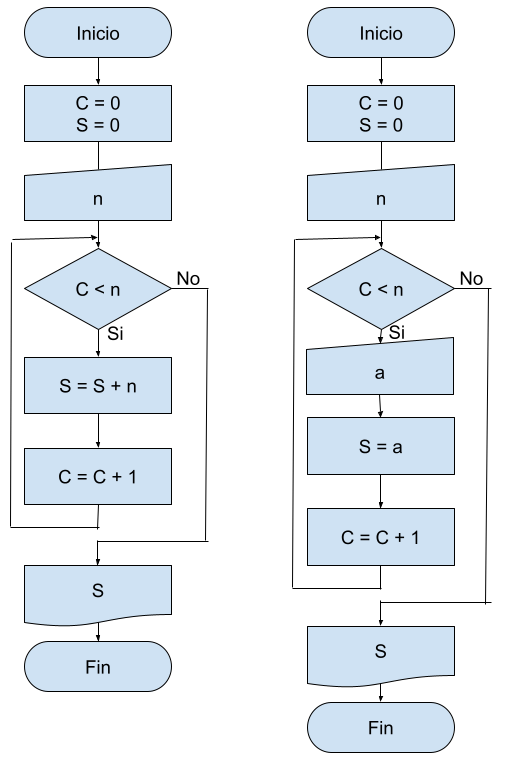 Inicio
C = 0
S = 0
n
C < n
No
Si
S = S + n
C = C + 1
S
Fin
Inicio
C = 0
S = 0
n
C < n
No
Si
a
S = a
C = C + 1
S
Fin